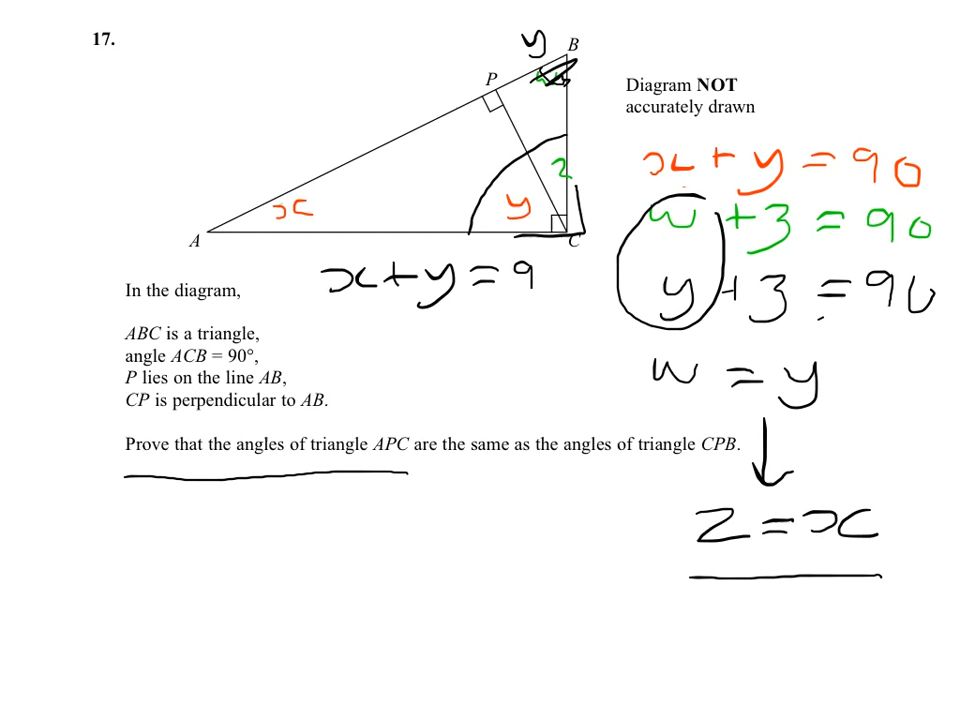 17.
y B
P
Diagram NOT
accurately drawn
x + y = 90
z
w + 3 = 90
x y
A C
x + y = 9
y + 3 = 90
In the diagram,
ABC is a triangle,
angle ACB = 90°,
w = y
P lies on the line AB,
CP is perpendicular to AB.
Prove that the angles of triangle APC are the same as the angles of triangle CPB.
z = x